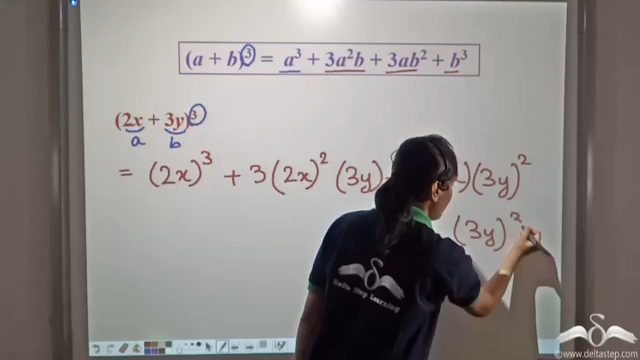 (a + b)³ = a³ + 3a²b + 3ab² + b³
(2x + 3y)³
a b
= (2x)³ + 3(2x)² (3y) )(3y)²
(3y)³
Delta Step Learning
©www.deltastep.com